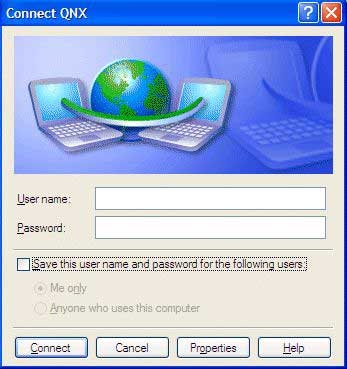 Connect QNX
User name:
Password:
Save this user name and password for the following users:
Me only
Anyone who uses this computer
Connect Cancel Properties Help